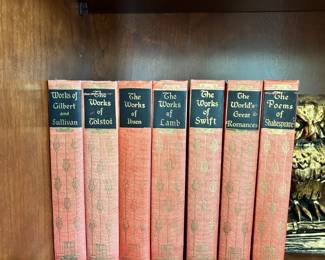 Works of
Gilbert
and
Sullivan
The
Works
of
Tolstoi
The
Works
of
Ibsen
The
Works
of
Lamb
The
Works
of
Swift
The
World's
Great
Romances
The
Poems
of
Shakespeare